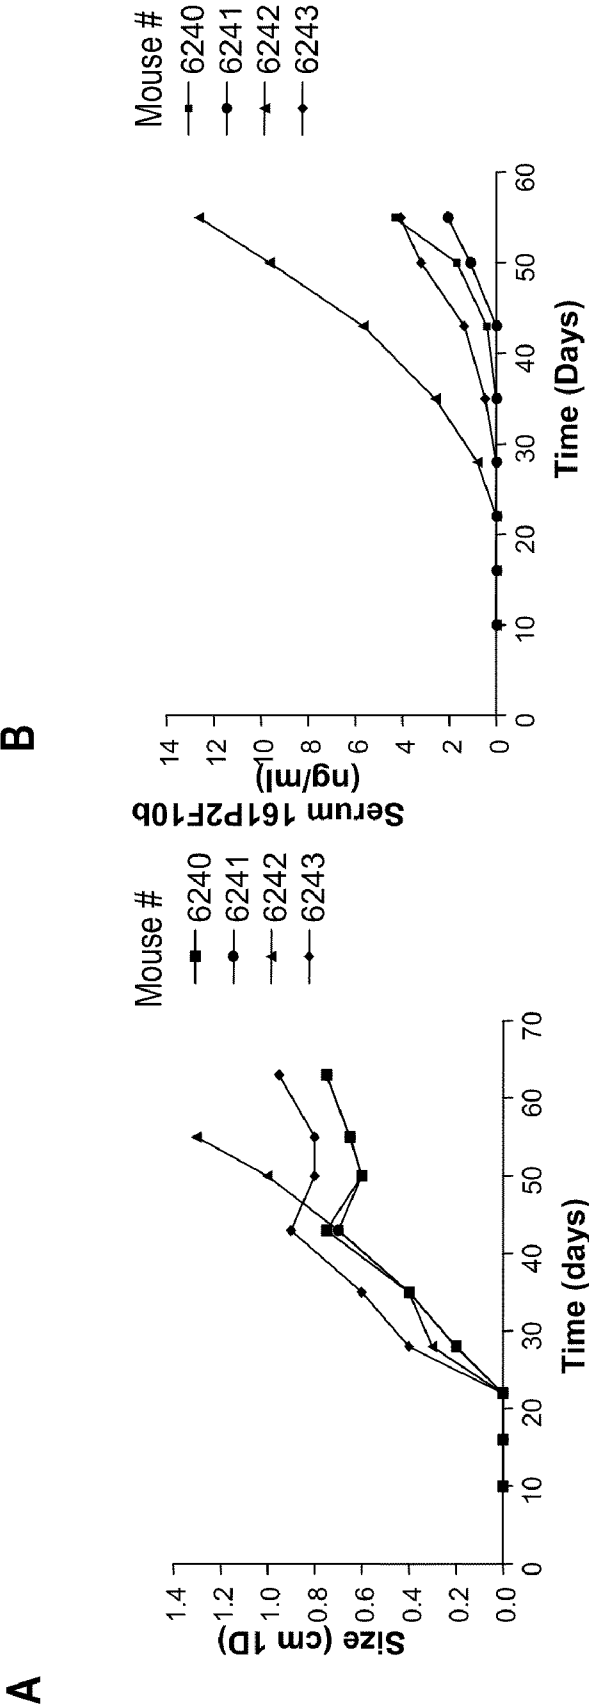 A
Size (cm 1D)
1.4
1.2
1.0
0.8
0.6
0.4
0.2
0.0
0 10 20 30 40 50 60 70
Time (days)
Mouse #
6240
6241
6242
6243
B
Serum 161P2F10b
(ng/ml)
14
12
10
8
6
4
2
0
0 10 20 30 40 50 60
Time (Days)
Mouse #
6240
6241
6242
6243